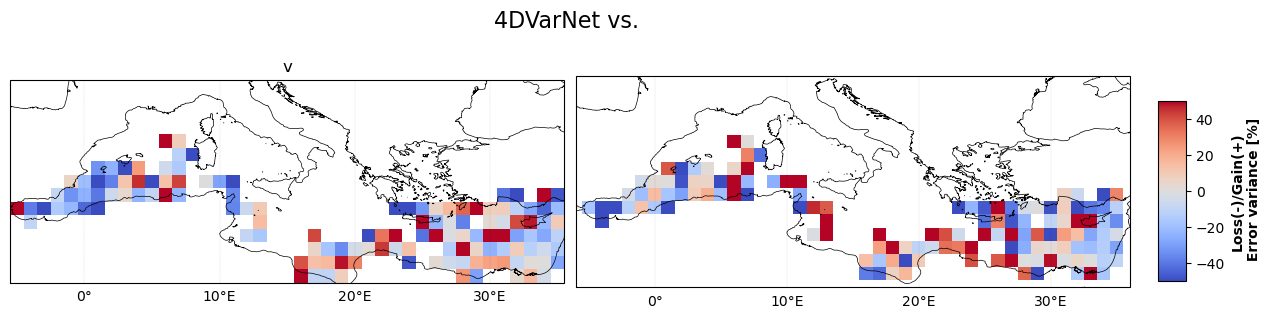 4DVarNet vs.
v
0° 10°E 20°E 30°E
0° 10°E 20°E 30°E
40
20
0
−20
−40
Loss(-)/Gain(+)
Error variance [%]